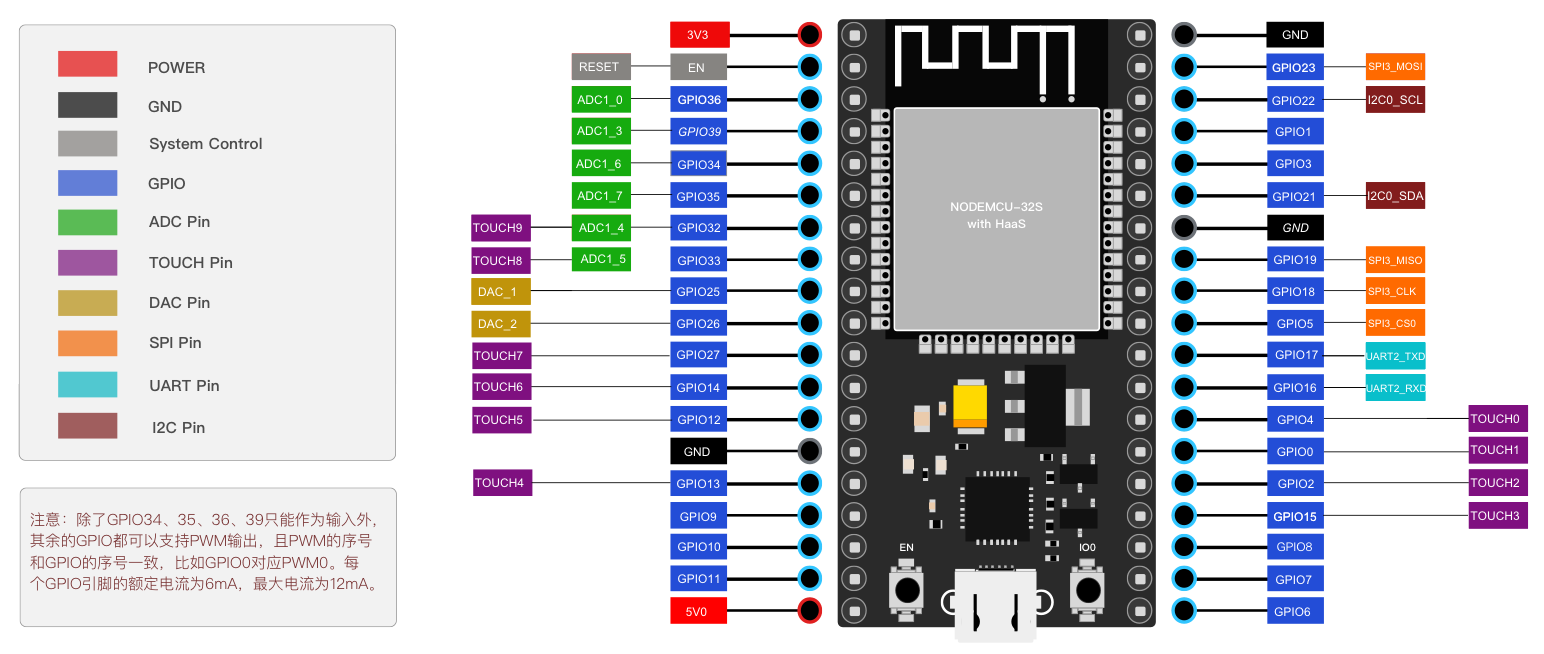 POWER
GND
System Control
GPIO
ADC Pin
TOUCH Pin
DAC Pin
SPI Pin
UART Pin
I2C Pin
注意：除了GPIO34、35、36、39只能作为输入外，
其余的GPIO都可以支持PWM输出，且PWM的序号
和GPIO的序号一致，比如GPIO0对应PWM0。每
个GPIO引脚的额定电流为6mA，最大电流为12mA。
3V3
RESET EN
ADC1_0 GPIO36
ADC1_3 GPIO39
ADC1_6 GPIO34
ADC1_7 GPIO35
TOUCH9 ADC1_4 GPIO32
TOUCH8 ADC1_5 GPIO33
DAC_1 GPIO25
DAC_2 GPIO26
TOUCH7 GPIO27
TOUCH6 GPIO14
TOUCH5 GPIO12
GND
TOUCH4 GPIO13
GPIO9
GPIO10
GPIO11
5V0
NODEMCU-32S
with HaaS
EN
IO0
GND
GPIO23 SPI3_MOSI
GPIO22 I2C0_SCL
GPIO1
GPIO3
GPIO21 I2C0_SDA
GND
GPIO19 SPI3_MISO
GPIO18 SPI3_CLK
GPIO5 SPI3_CS0
GPIO17 UART2_TXD
GPIO16 UART2_RXD
GPIO4 TOUCH0
GPIO0 TOUCH1
GPIO2 TOUCH2
GPIO15 TOUCH3
GPIO8
GPIO7
GPIO6